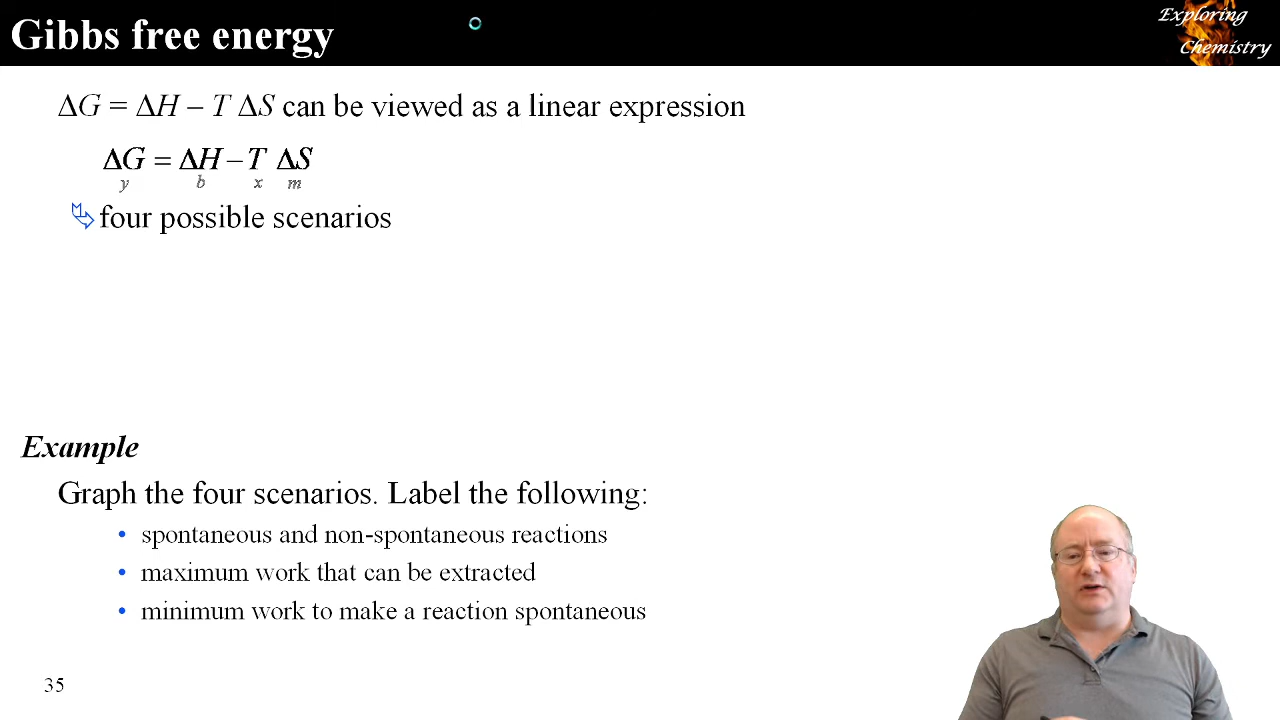 Gibbs free energy
Exploring
Chemistry
ΔG = ΔH – T ΔS can be viewed as a linear expression
ΔG = ΔH – T ΔS
y b x m
four possible scenarios
Example
Graph the four scenarios. Label the following:
• spontaneous and non-spontaneous reactions
• maximum work that can be extracted
• minimum work to make a reaction spontaneous
35